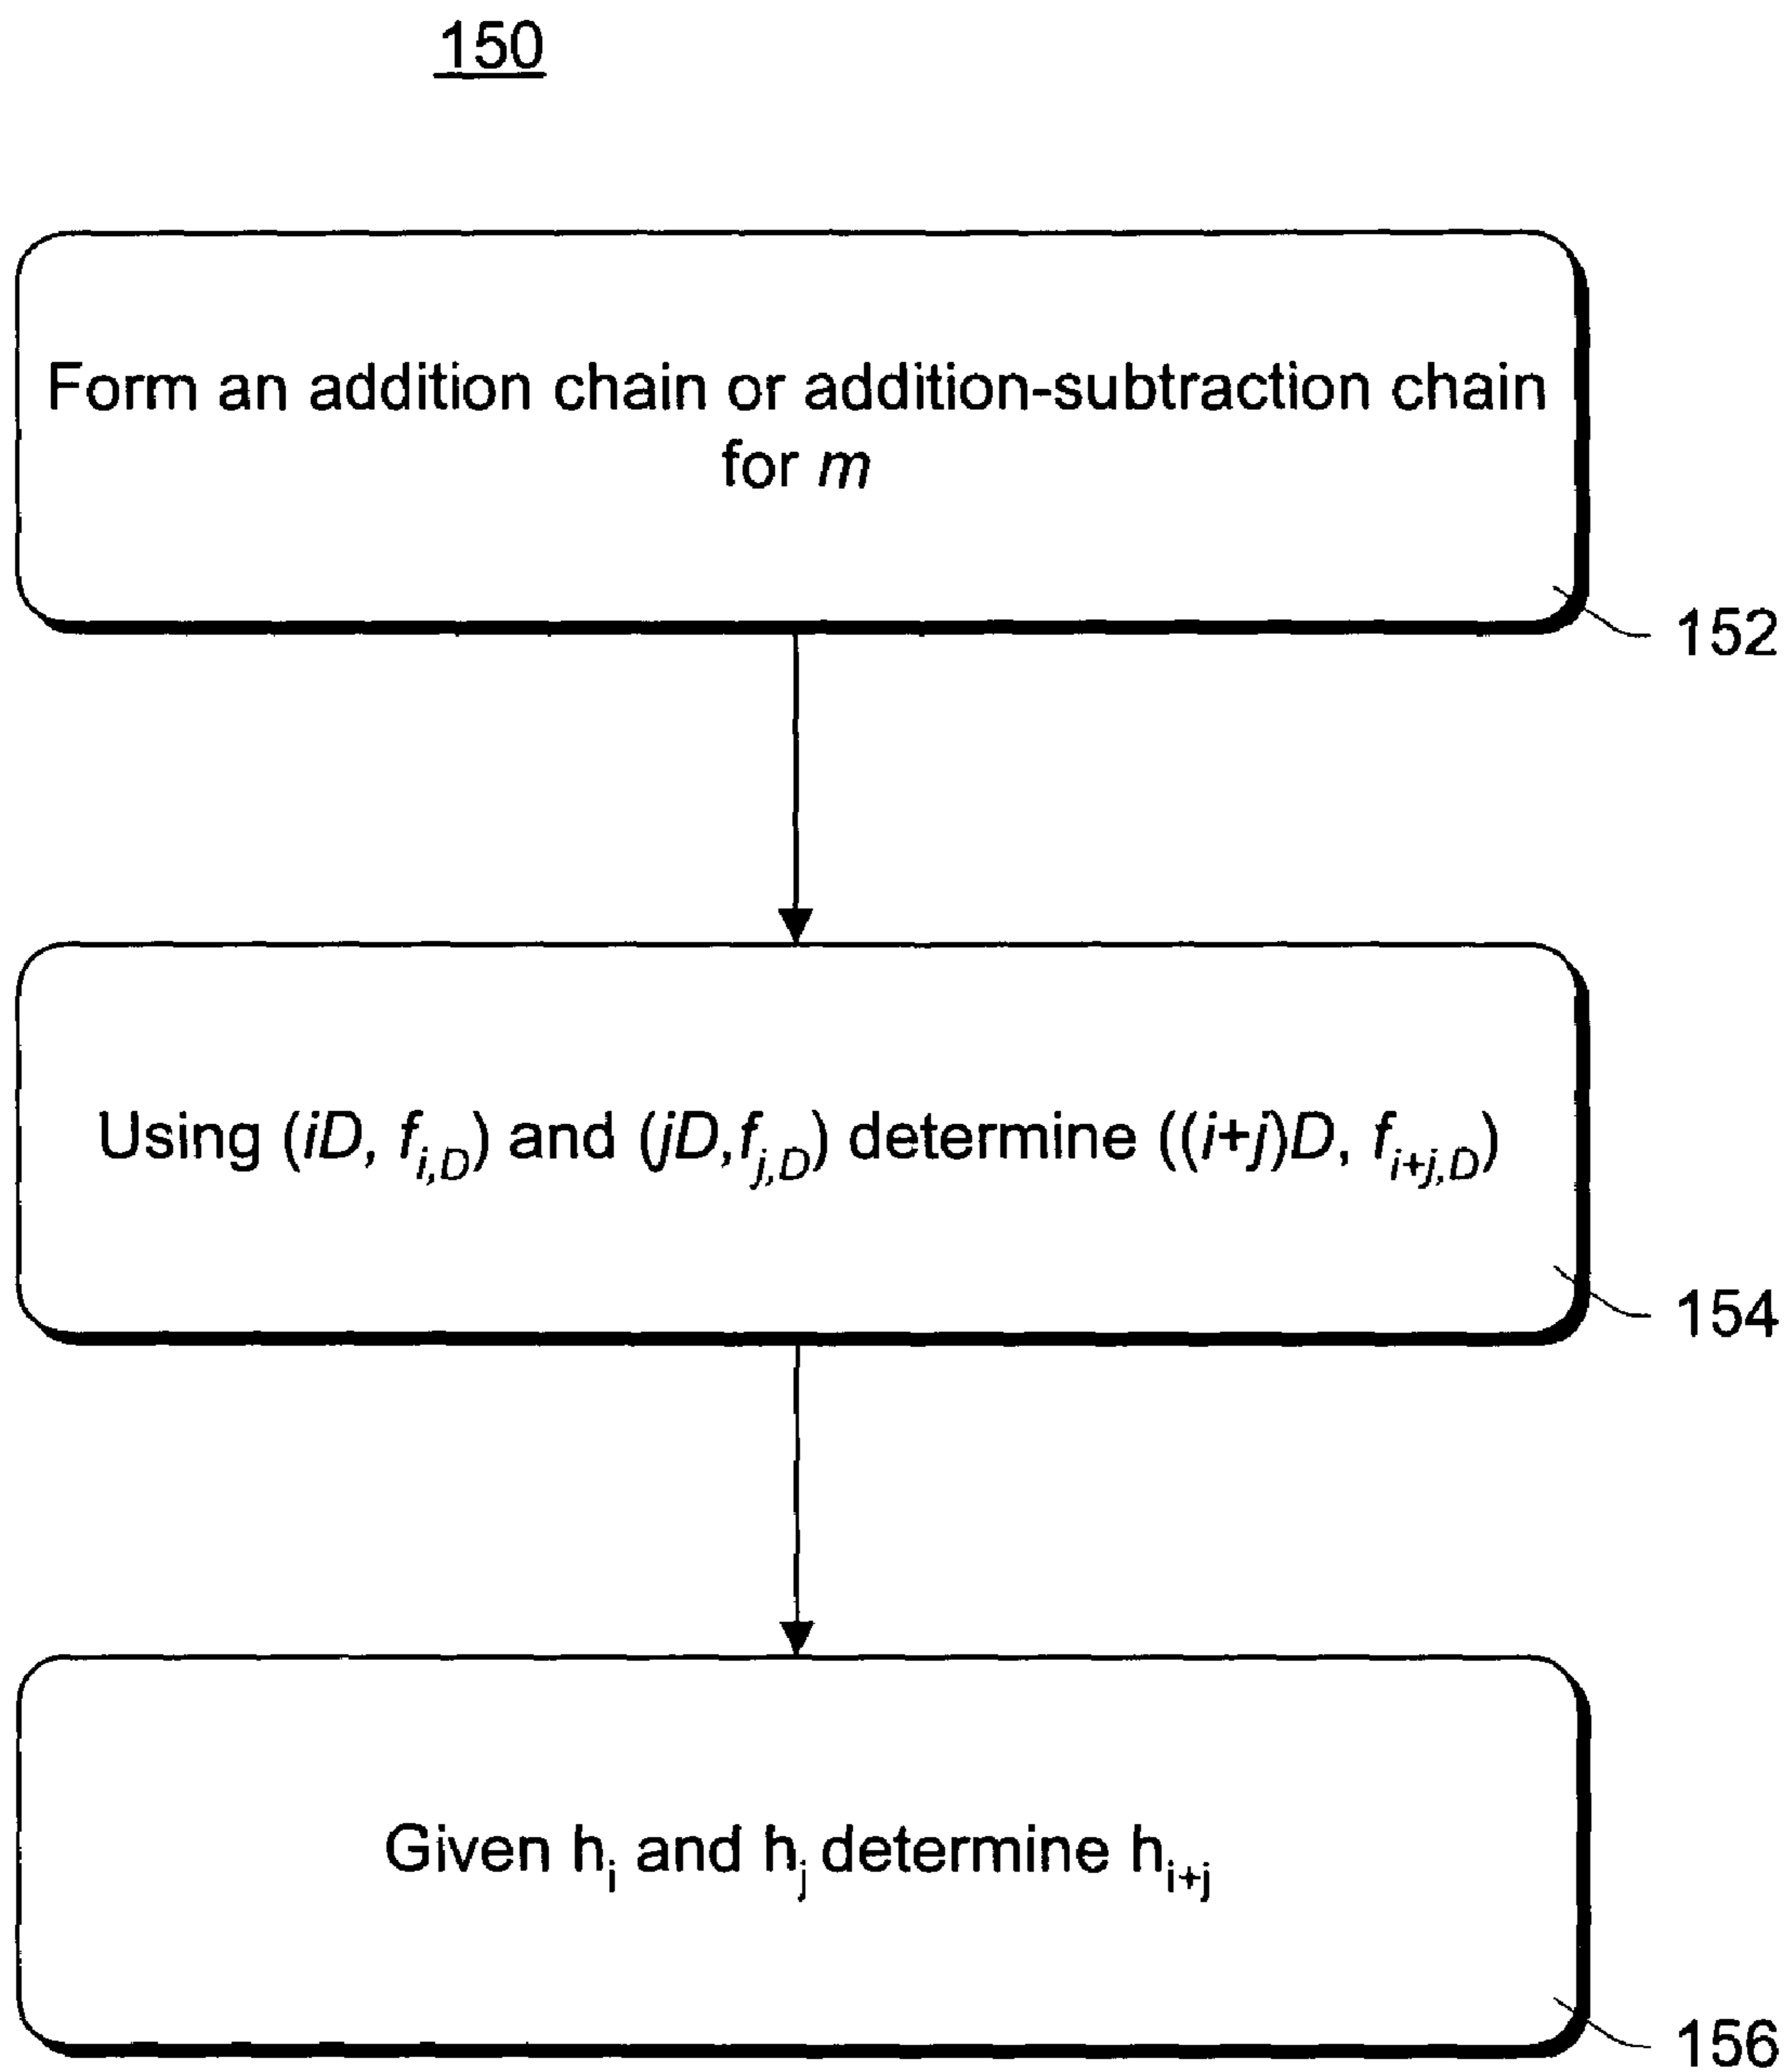 150
Form an addition chain or addition-subtraction chain
for m
152
Using (iD, f_{i,D}) and (jD,f_{j,D}) determine ((i+j)D, f_{i+j,D})
154
Given h_i and h_j determine h_{i+j}
156